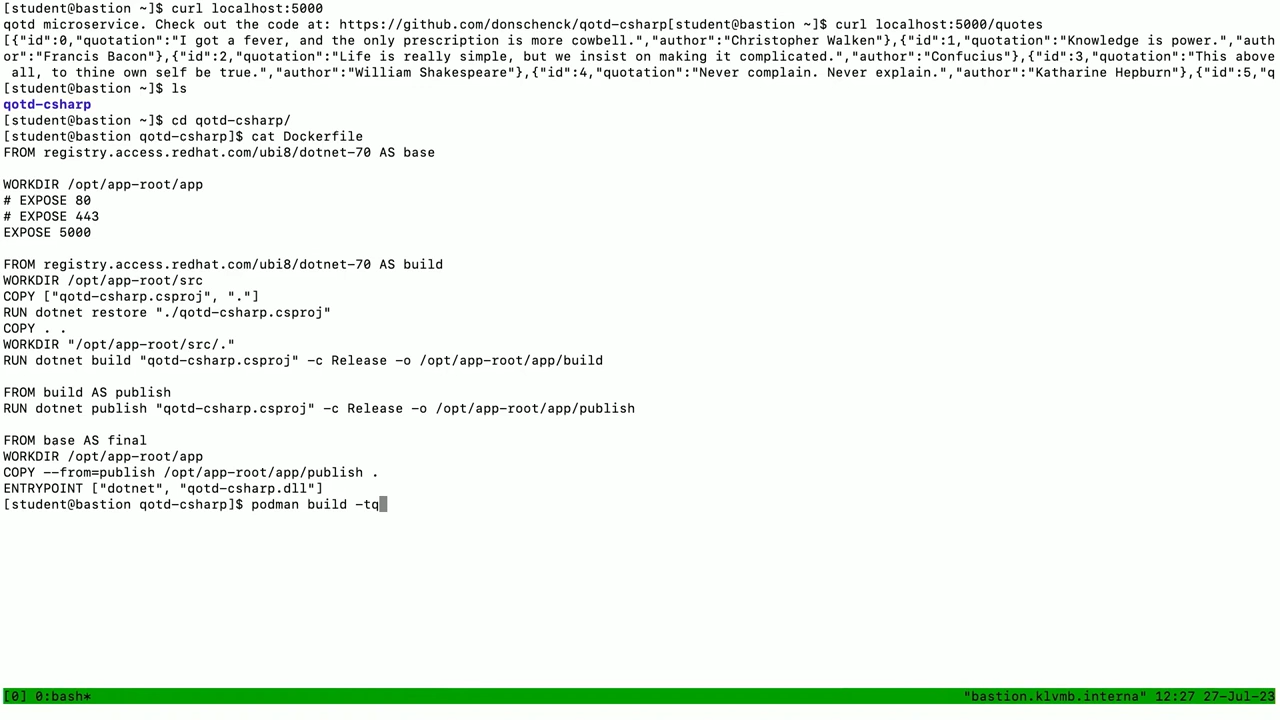 [student@bastion ~]$ curl localhost:5000
qotd microservice. Check out the code at: https://github.com/donschenck/qotd-csharp[student@bastion ~]$ curl localhost:5000/quotes
[{"id":0,"quotation":"I got a fever, and the only prescription is more cowbell.","author":"Christopher Walken"},{"id":1,"quotation":"Knowledge is power.","auth
or":"Francis Bacon"},{"id":2,"quotation":"Life is really simple, but we insist on making it complicated.","author":"Confucius"},{"id":3,"quotation":"This above
 all, to thine own self be true.","author":"William Shakespeare"},{"id":4,"quotation":"Never complain. Never explain.","author":"Katharine Hepburn"},{"id":5,"q
[student@bastion ~]$ ls
qotd-csharp
[student@bastion ~]$ cd qotd-csharp/
[student@bastion qotd-csharp]$ cat Dockerfile
FROM registry.access.redhat.com/ubi8/dotnet-70 AS base
WORKDIR /opt/app-root/app
# EXPOSE 80
# EXPOSE 443
EXPOSE 5000
FROM registry.access.redhat.com/ubi8/dotnet-70 AS build
WORKDIR /opt/app-root/src
COPY ["qotd-csharp.csproj", "."]
RUN dotnet restore "./qotd-csharp.csproj"
COPY . .
WORKDIR "/opt/app-root/src/."
RUN dotnet build "qotd-csharp.csproj" -c Release -o /opt/app-root/app/build
FROM build AS publish
RUN dotnet publish "qotd-csharp.csproj" -c Release -o /opt/app-root/app/publish
FROM base AS final
WORKDIR /opt/app-root/app
COPY --from=publish /opt/app-root/app/publish .
ENTRYPOINT ["dotnet", "qotd-csharp.dll"]
[student@bastion qotd-csharp]$ podman build -tq
[0] 0:bash* "bastion.klvmb.interna" 12:27 27-Jul-23